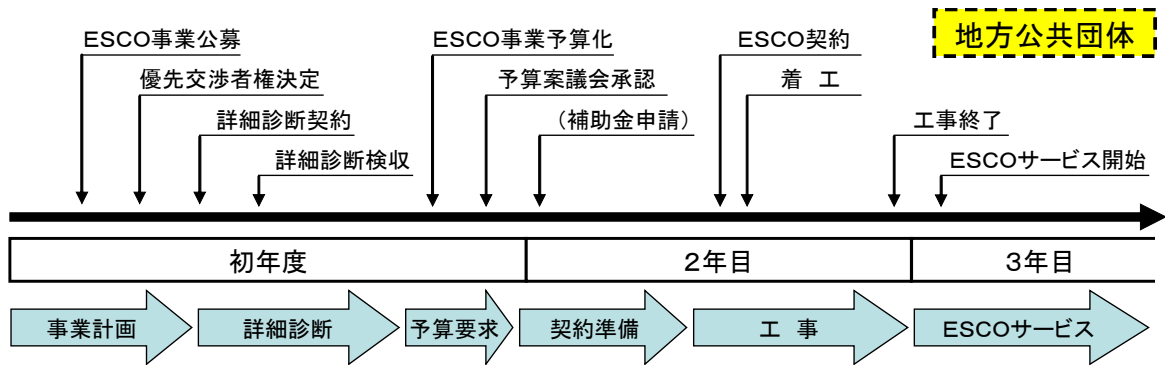 地方公共団体
ESCO事業公募
優先交渉者権決定
詳細診断契約
詳細診断検収
ESCO事業予算化
予算案議会承認
（補助金申請）
ESCO契約
着　工
工事終了
ESCOサービス開始
初年度
２年目
３年目
事業計画
詳細診断
予算要求
契約準備
工　事
ESCOサービス